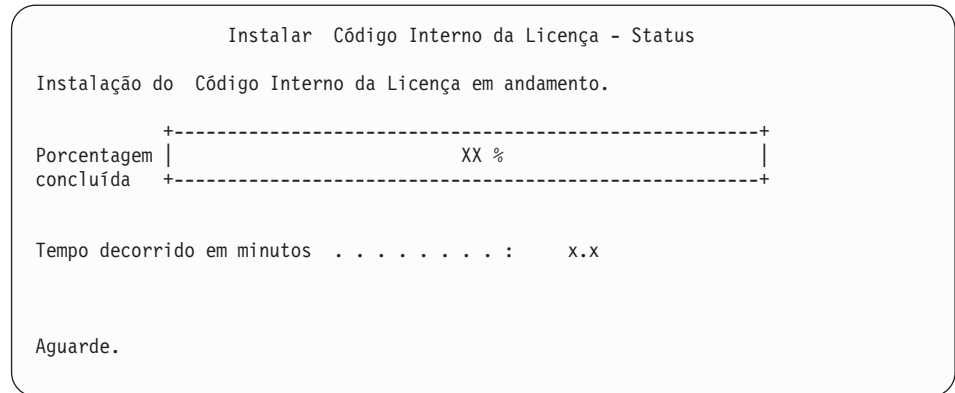 Instalar Código Interno da Licença - Status
Instalação do Código Interno da Licença em andamento.
+-------------------------------------------------------+
Porcentagem | XX % |
concluída +-------------------------------------------------------+
Tempo decorrido em minutos . . . . . . . . : x.x
Aguarde.